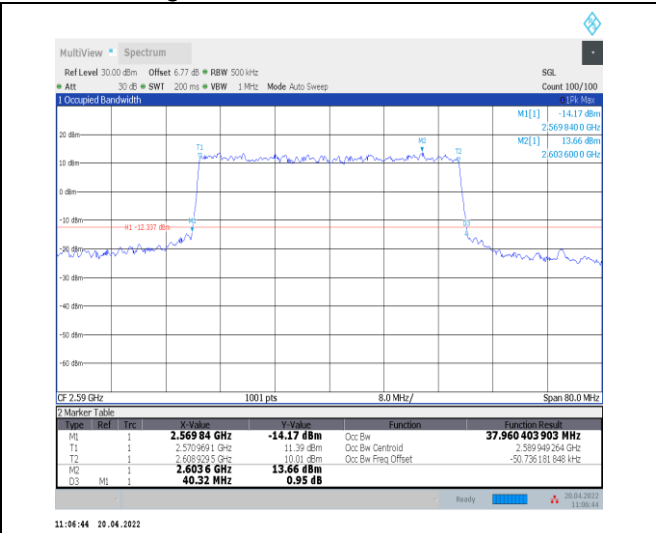 MultiView Spectrum
Ref Level 30.00 dBm Offset 6.77 dB RBW 500 kHz SGL
Att 30 dB SWT 200 ms VBW 1 MHz Mode Auto Sweep Count 100/100
1 Occupied Bandwidth 1Pk Max
M1[1] -14.17 dBm
2.569 840 0 GHz
20 dBm
M2[1] 13.66 dBm
2.603 600 0 GHz
T1 M2 T2
10 dBm
0 dBm
-10 dBm
H1 -12.337 dBm M1 D3
-20 dBm
-30 dBm
-40 dBm
-50 dBm
-60 dBm
CF 2.59 GHz 1001 pts 8.0 MHz/ Span 80.0 MHz
2 Marker Table
Type Ref Trc X-Value Y-Value Function Function Result
M1 1 2.569 84 GHz -14.17 dBm Occ Bw 37.960 403 903 MHz
T1 1 2.570 969 1 GHz 11.39 dBm Occ Bw Centroid 2.589 949 264 GHz
T2 1 2.608 929 5 GHz 10.01 dBm Occ Bw Freq Offset -50.736 181 848 kHz
M2 1 2.603 6 GHz 13.66 dBm
D3 M1 1 40.32 MHz 0.95 dB
Ready 20.04.2022
11:06:44
11:06:44 20.04.2022